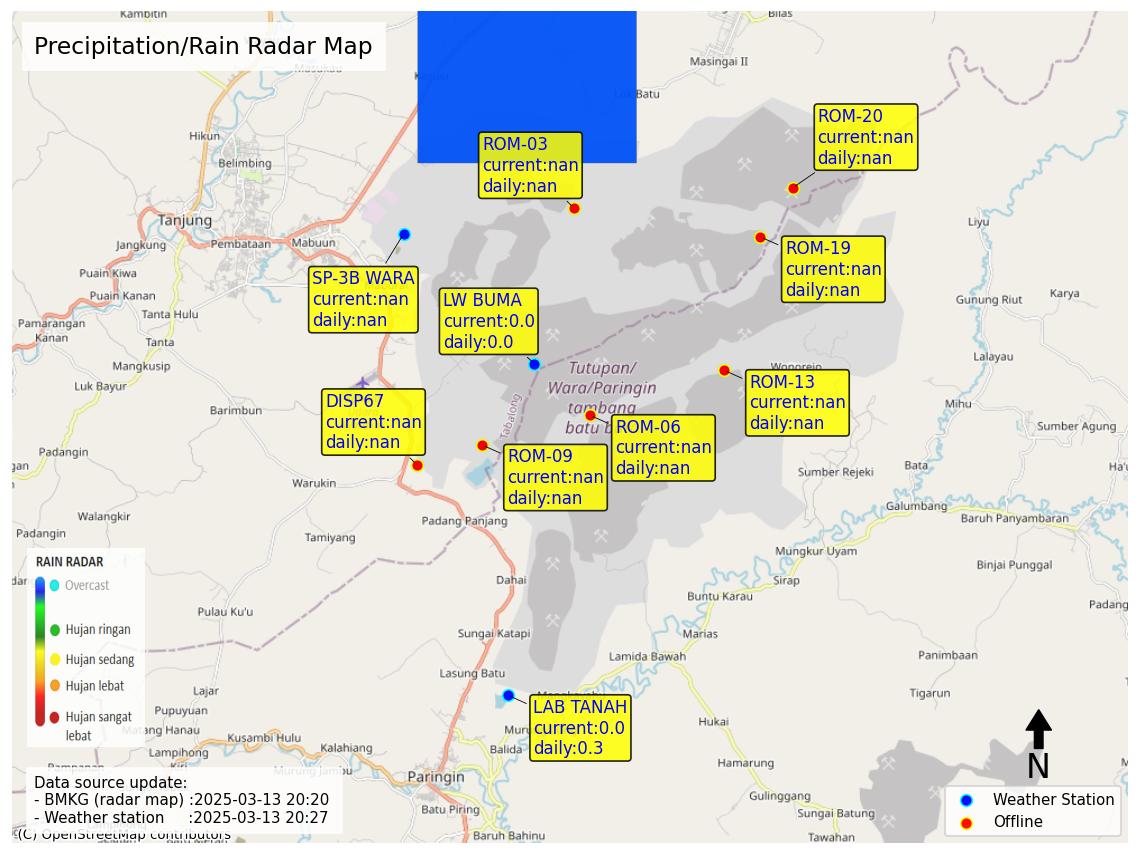 Kambitin
Bilas
Precipitation/Rain Radar Map
Masingai II
Hikun
Belimbing
ROM-03
current:nan
daily:nan
ROM-20
current:nan
daily:nan
Tanjung
Jangkung
Pembataan
Mabuun
Liyu
ROM-19
current:nan
daily:nan
Puain Kiwa
Puain Kanan
SP-3B WARA
current:nan
daily:nan
LW BUMA
current:0.0
daily:0.0
Gunung Riut
Karya
Tanta Hulu
Pamarangan
Kanan
Tanta
Mangkusip
Lalayau
Luk Bayur
Wonorejo
Tutupan/
Wara/Paringin
tambang
batu b
Tabalong
ROM-13
current:nan
daily:nan
DISP67
current:nan
daily:nan
Barimbun
Mihu
ROM-06
current:nan
daily:nan
Sumber Agung
Padangin
ROM-09
current:nan
daily:nan
Bata
Sumber Rejeki
Warukin
Galumbang
Baruh Panyambaran
Walangkir
Padangin
Padang Panjang
Tamiyang
Mungkur Uyam
Binjai Punggal
RAIN RADAR
Overcast
Hujan ringan
Hujan sedang
Hujan lebat
Hujan sangat
lebat
Dahai
Sirap
Buntu Karau
Padang
Pulau Ku'u
Sungai Katapi
Marias
Lamida Bawah
Panimbaan
Lasung Batu
Lajar
Tigarun
Pupuyuan
LAB TANAH
current:0.0
daily:0.3
Matang Hanau
Hukai
Kusambi Hulu
Kalahiang
Balida
Lampihong
Hamarung
N
Murung Jambu
Paringin
Data source update:
- BMKG (radar map) :2025-03-13 20:20
- Weather station :2025-03-13 20:27
Gulinggang
Weather Station
Offline
Batu Piring
Sungai Batung
(C) OpenStreetMap contributors
Baruh Bahinu
Tawahan